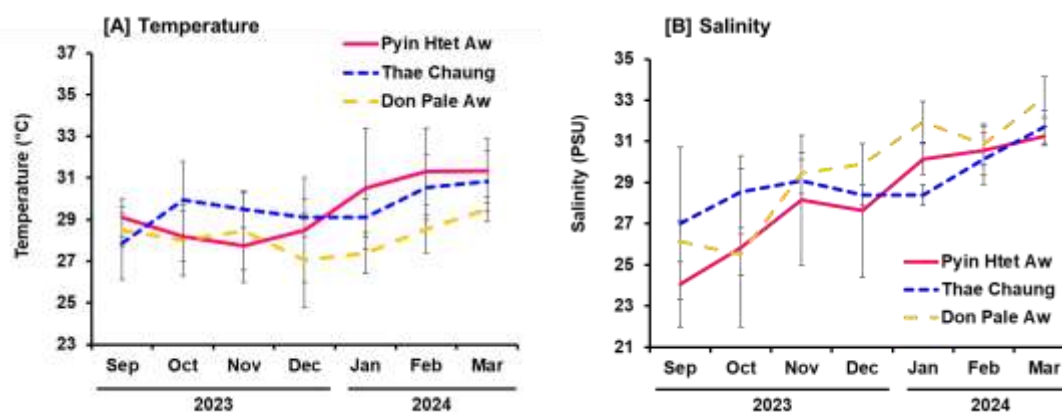 [A] Temperature
Pyin Htet Aw
Thae Chaung
Don Pale Aw
Temperature (°C)
37
35
33
31
29
27
25
23
Sep Oct Nov Dec Jan Feb Mar
2023 2024
[B] Salinity
Salinity (PSU)
35
33
31
29
27
25
23
21
Pyin Htet Aw
Thae Chaung
Don Pale Aw
Sep Oct Nov Dec Jan Feb Mar
2023 2024